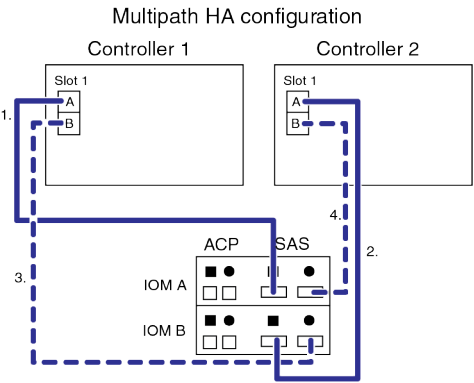 Multipath HA configuration
Controller 1
Controller 2
Slot 1
Slot 1
A
A
1.
B
B
4.
ACP
SAS
2.
3.
IOM A
IOM B